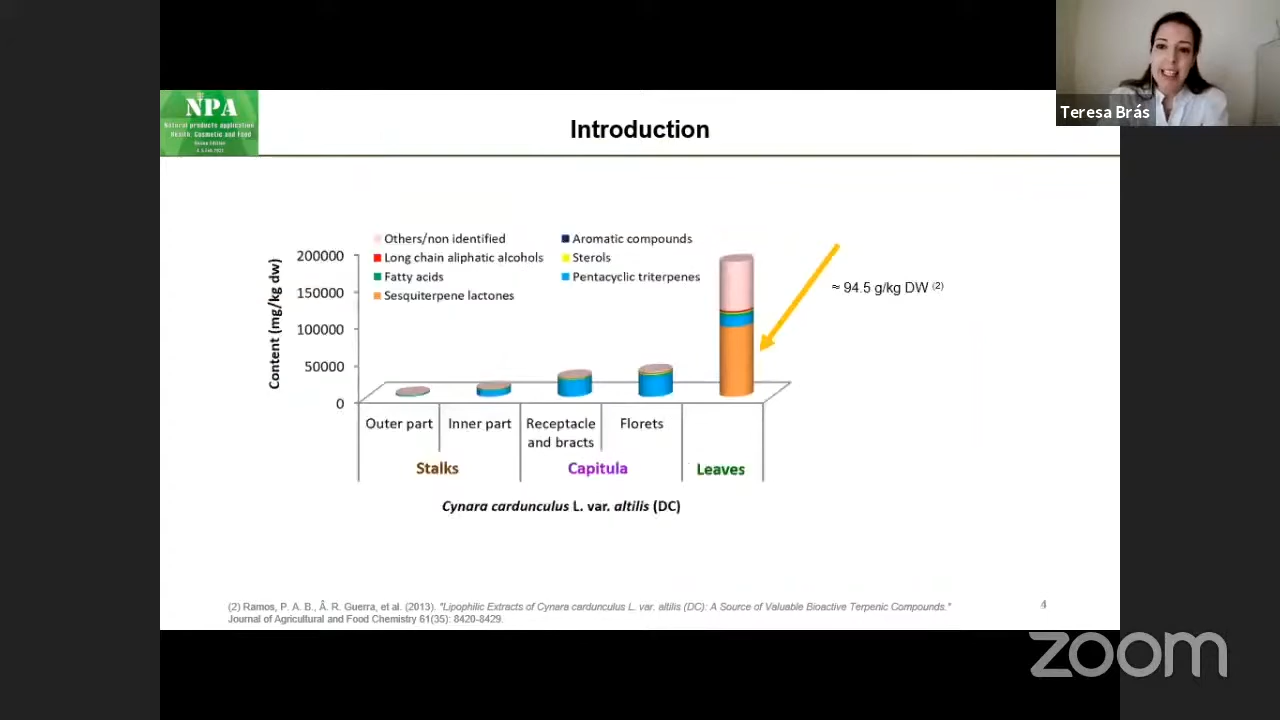 NPA
Natural products application
Health, Cosmetic and Food
Online Edition
Introduction
Teresa Brás
Others/non identified
Aromatic compounds
Long chain aliphatic alcohols
Sterols
Fatty acids
Pentacyclic triterpenes
Sesquiterpene lactones
Content (mg/kg dw)
200000
150000
100000
50000
0
≈ 94.5 g/kg DW (2)
Outer part
Inner part
Receptacle
and bracts
Florets
Stalks
Capitula
Leaves
Cynara cardunculus L. var. altilis (DC)
(2) Ramos, P. A. B., Â. R. Guerra, et al. (2013). "Lipophilic Extracts of Cynara cardunculus L. var. altilis (DC): A Source of Valuable Bioactive Terpenic Compounds."
Journal of Agricultural and Food Chemistry 61(35): 8420-8429.
4
zoom